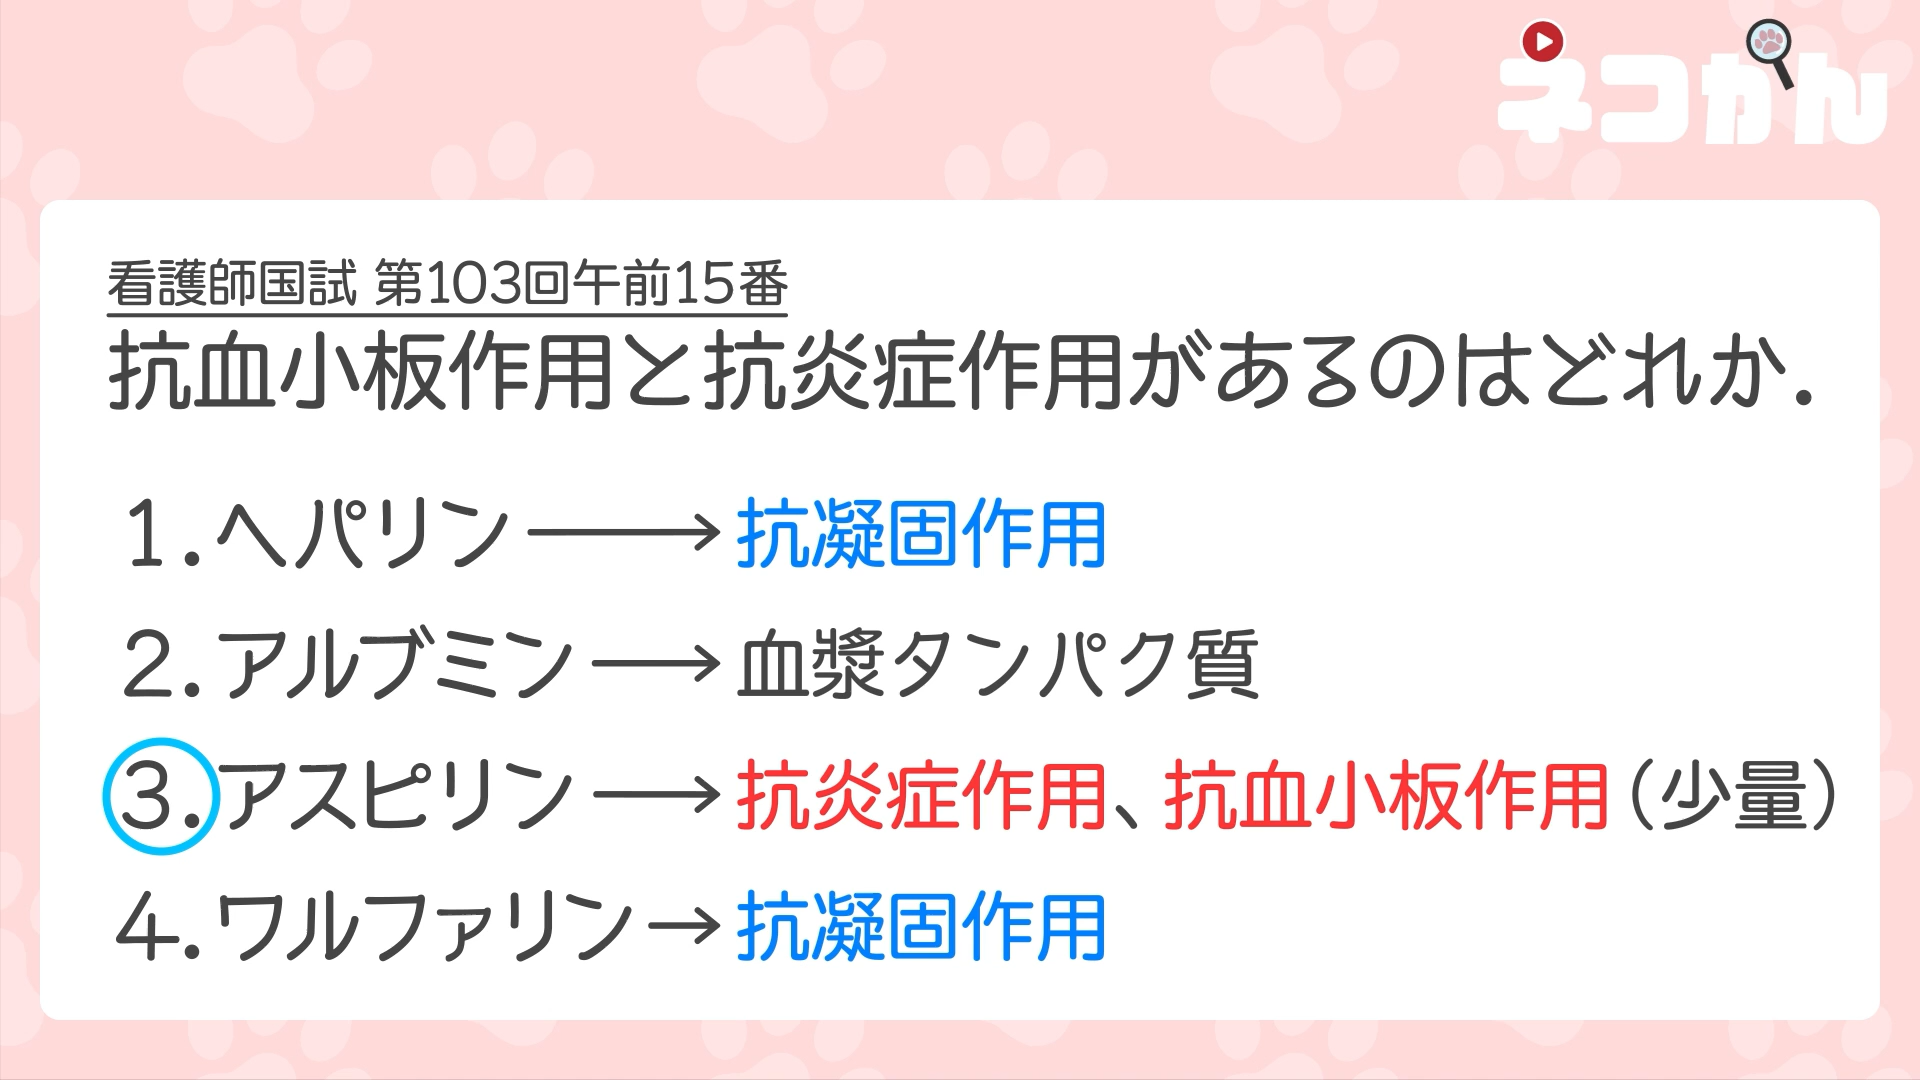 ネコかん
看護師国試 第103回午前15番
抗血小板作用と抗炎症作用があるのはどれか.
1.ヘパリン→抗凝固作用
2.アルブミン→血漿タンパク質
3.アスピリン→抗炎症作用、抗血小板作用(少量)
4.ワルファリン→抗凝固作用